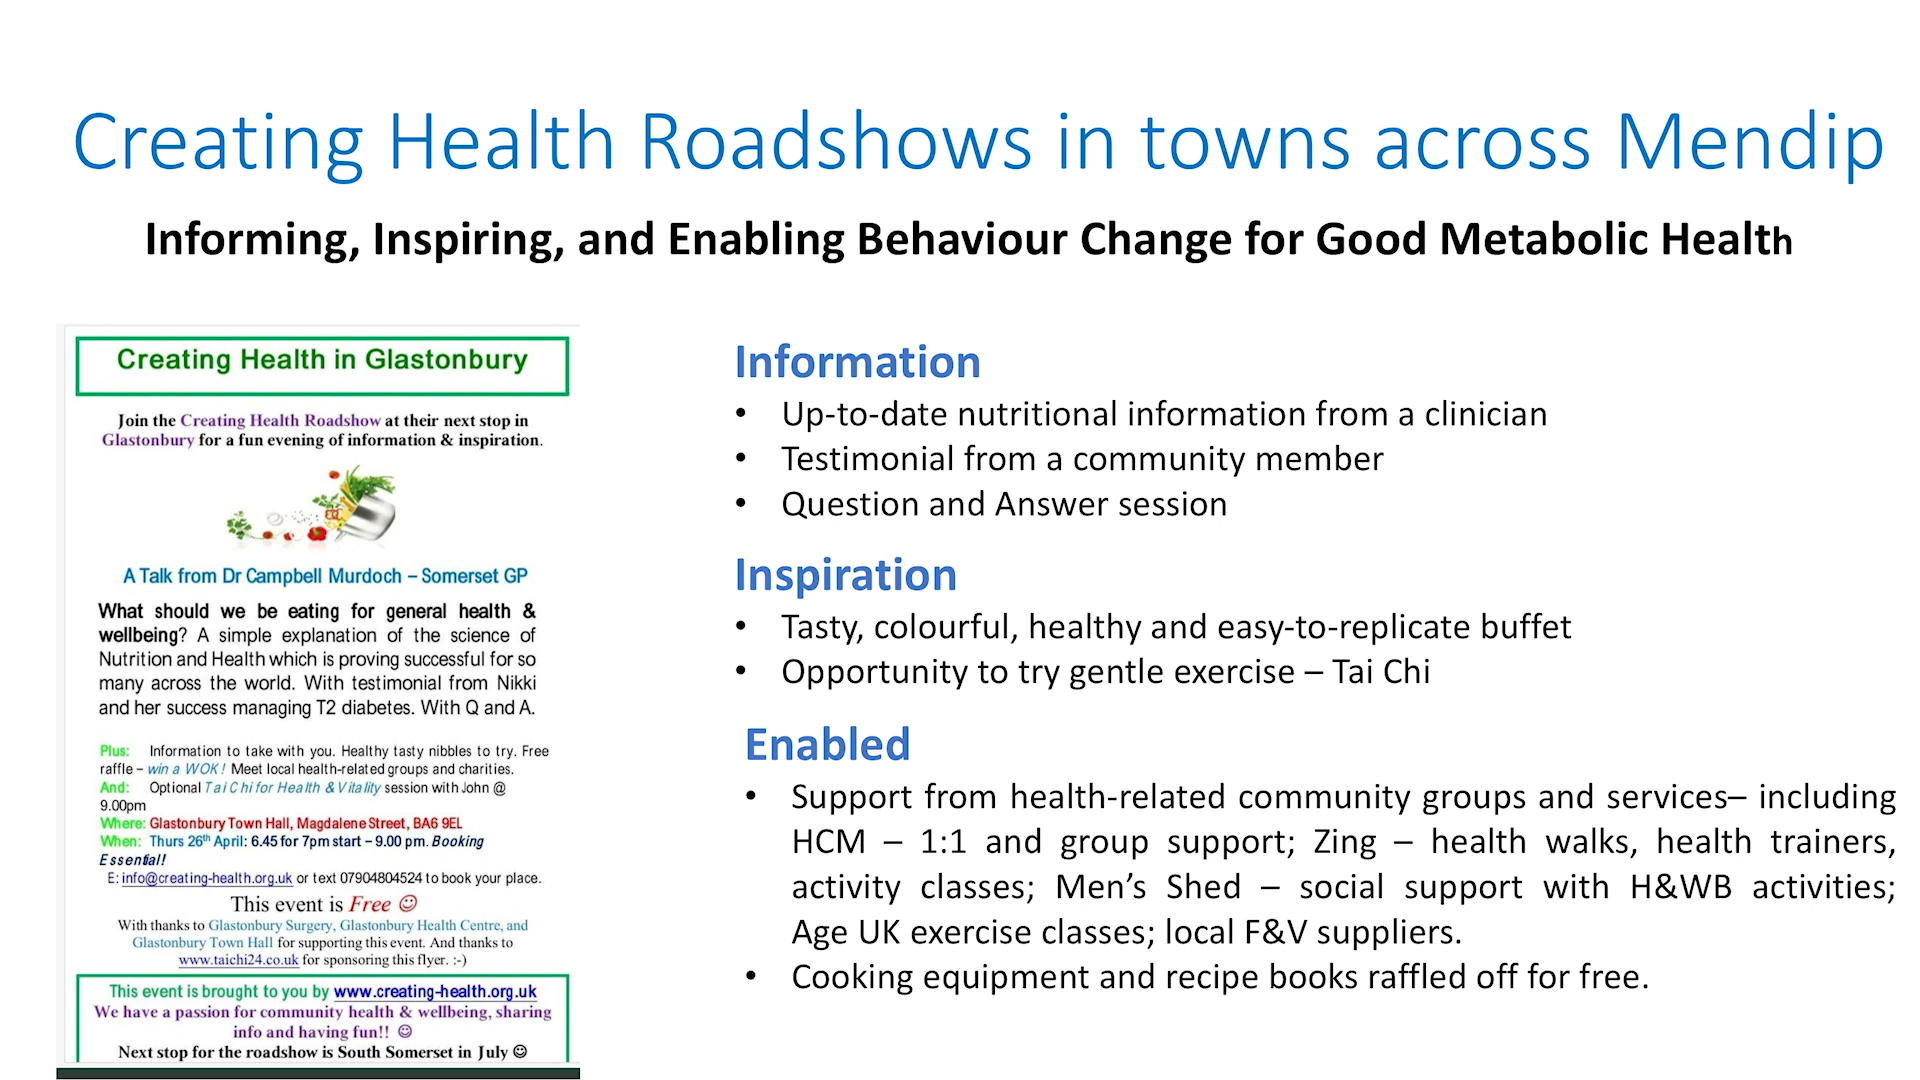 Creating Health Roadshows in towns across Mendip
Informing, Inspiring, and Enabling Behaviour Change for Good Metabolic Health
Creating Health in Glastonbury
Join the Creating Health Roadshow at their next stop in
Glastonbury for a fun evening of information & inspiration.
A Talk from Dr Campbell Murdoch – Somerset GP
What should we be eating for general health &
wellbeing? A simple explanation of the science of
Nutrition and Health which is proving successful for so
many across the world. With testimonial from Nikki
and her success managing T2 diabetes. With Q and A.
Plus: Information to take with you. Healthy tasty nibbles to try. Free
raffle – win a WOK! Meet local health-related groups and charities.
And: Optional Tai Chi for Health & Vitality session with John @
9.00pm
Where: Glastonbury Town Hall, Magdalene Street, BA6 9EL
When: Thurs 26th April: 6.45 for 7pm start – 9.00 pm. Booking
Essential!
E: info@creating-health.org.uk or text 07904804524 to book your place.
This event is Free ☺
With thanks to Glastonbury Surgery, Glastonbury Health Centre, and
Glastonbury Town Hall for supporting this event. And thanks to
www.taichi24.co.uk for sponsoring this flyer. :-)
This event is brought to you by www.creating-health.org.uk
We have a passion for community health & wellbeing, sharing
info and having fun!! ☺
Next stop for the roadshow is South Somerset in July ☺
Information
• Up-to-date nutritional information from a clinician
• Testimonial from a community member
• Question and Answer session
Inspiration
• Tasty, colourful, healthy and easy-to-replicate buffet
• Opportunity to try gentle exercise – Tai Chi
Enabled
• Support from health-related community groups and services– including
HCM – 1:1 and group support; Zing – health walks, health trainers,
activity classes; Men’s Shed – social support with H&WB activities;
Age UK exercise classes; local F&V suppliers.
• Cooking equipment and recipe books raffled off for free.